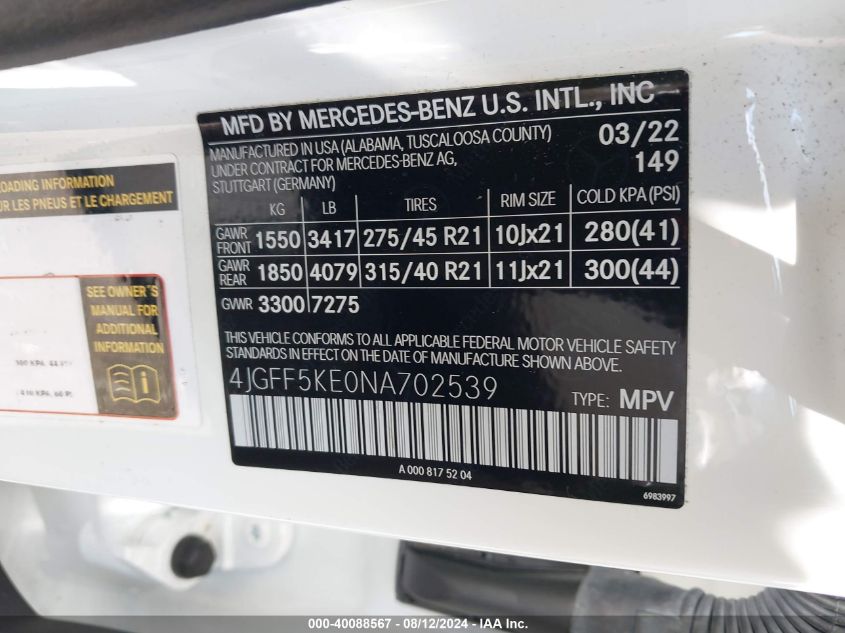 MFD BY MERCEDES-BENZ U.S. INTL., INC
MANUFACTURED IN USA (ALABAMA, TUSCALOOSA COUNTY) 03/22
UNDER CONTRACT FOR MERCEDES-BENZ AG, 149
STUTTGART (GERMANY)
KG LB TIRES RIM SIZE COLD KPA (PSI)
GAWR FRONT 1550 3417 275/45 R21 10Jx21 280(41)
GAWR REAR 1850 4079 315/40 R21 11Jx21 300(44)
GVWR 3300 7275
THIS VEHICLE CONFORMS TO ALL APPLICABLE FEDERAL MOTOR VEHICLE SAFETY
STANDARDS IN EFFECT ON THE DATE OF MANUFACTURE SHOWN ABOVE.
4JGFF5KE0NA702539
TYPE: MPV
A 000 817 52 04
6983997
LOADING INFORMATION
LES PNEUS ET LE CHARGEMENT
SEE OWNER'S
MANUAL FOR
ADDITIONAL
INFORMATION
000-40088567 - 08/12/2024 - IAAI.com